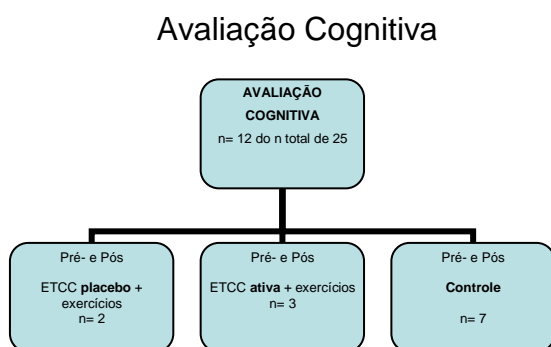 Avaliação Cognitiva
AVALIAÇÃO
COGNITIVA
n= 12 do n total de 25
Pré- e Pós
ETCC placebo +
exercícios
n= 2
Pré- e Pós
ETCC ativa + exercícios
n= 3
Pré- e Pós
Controle
n= 7